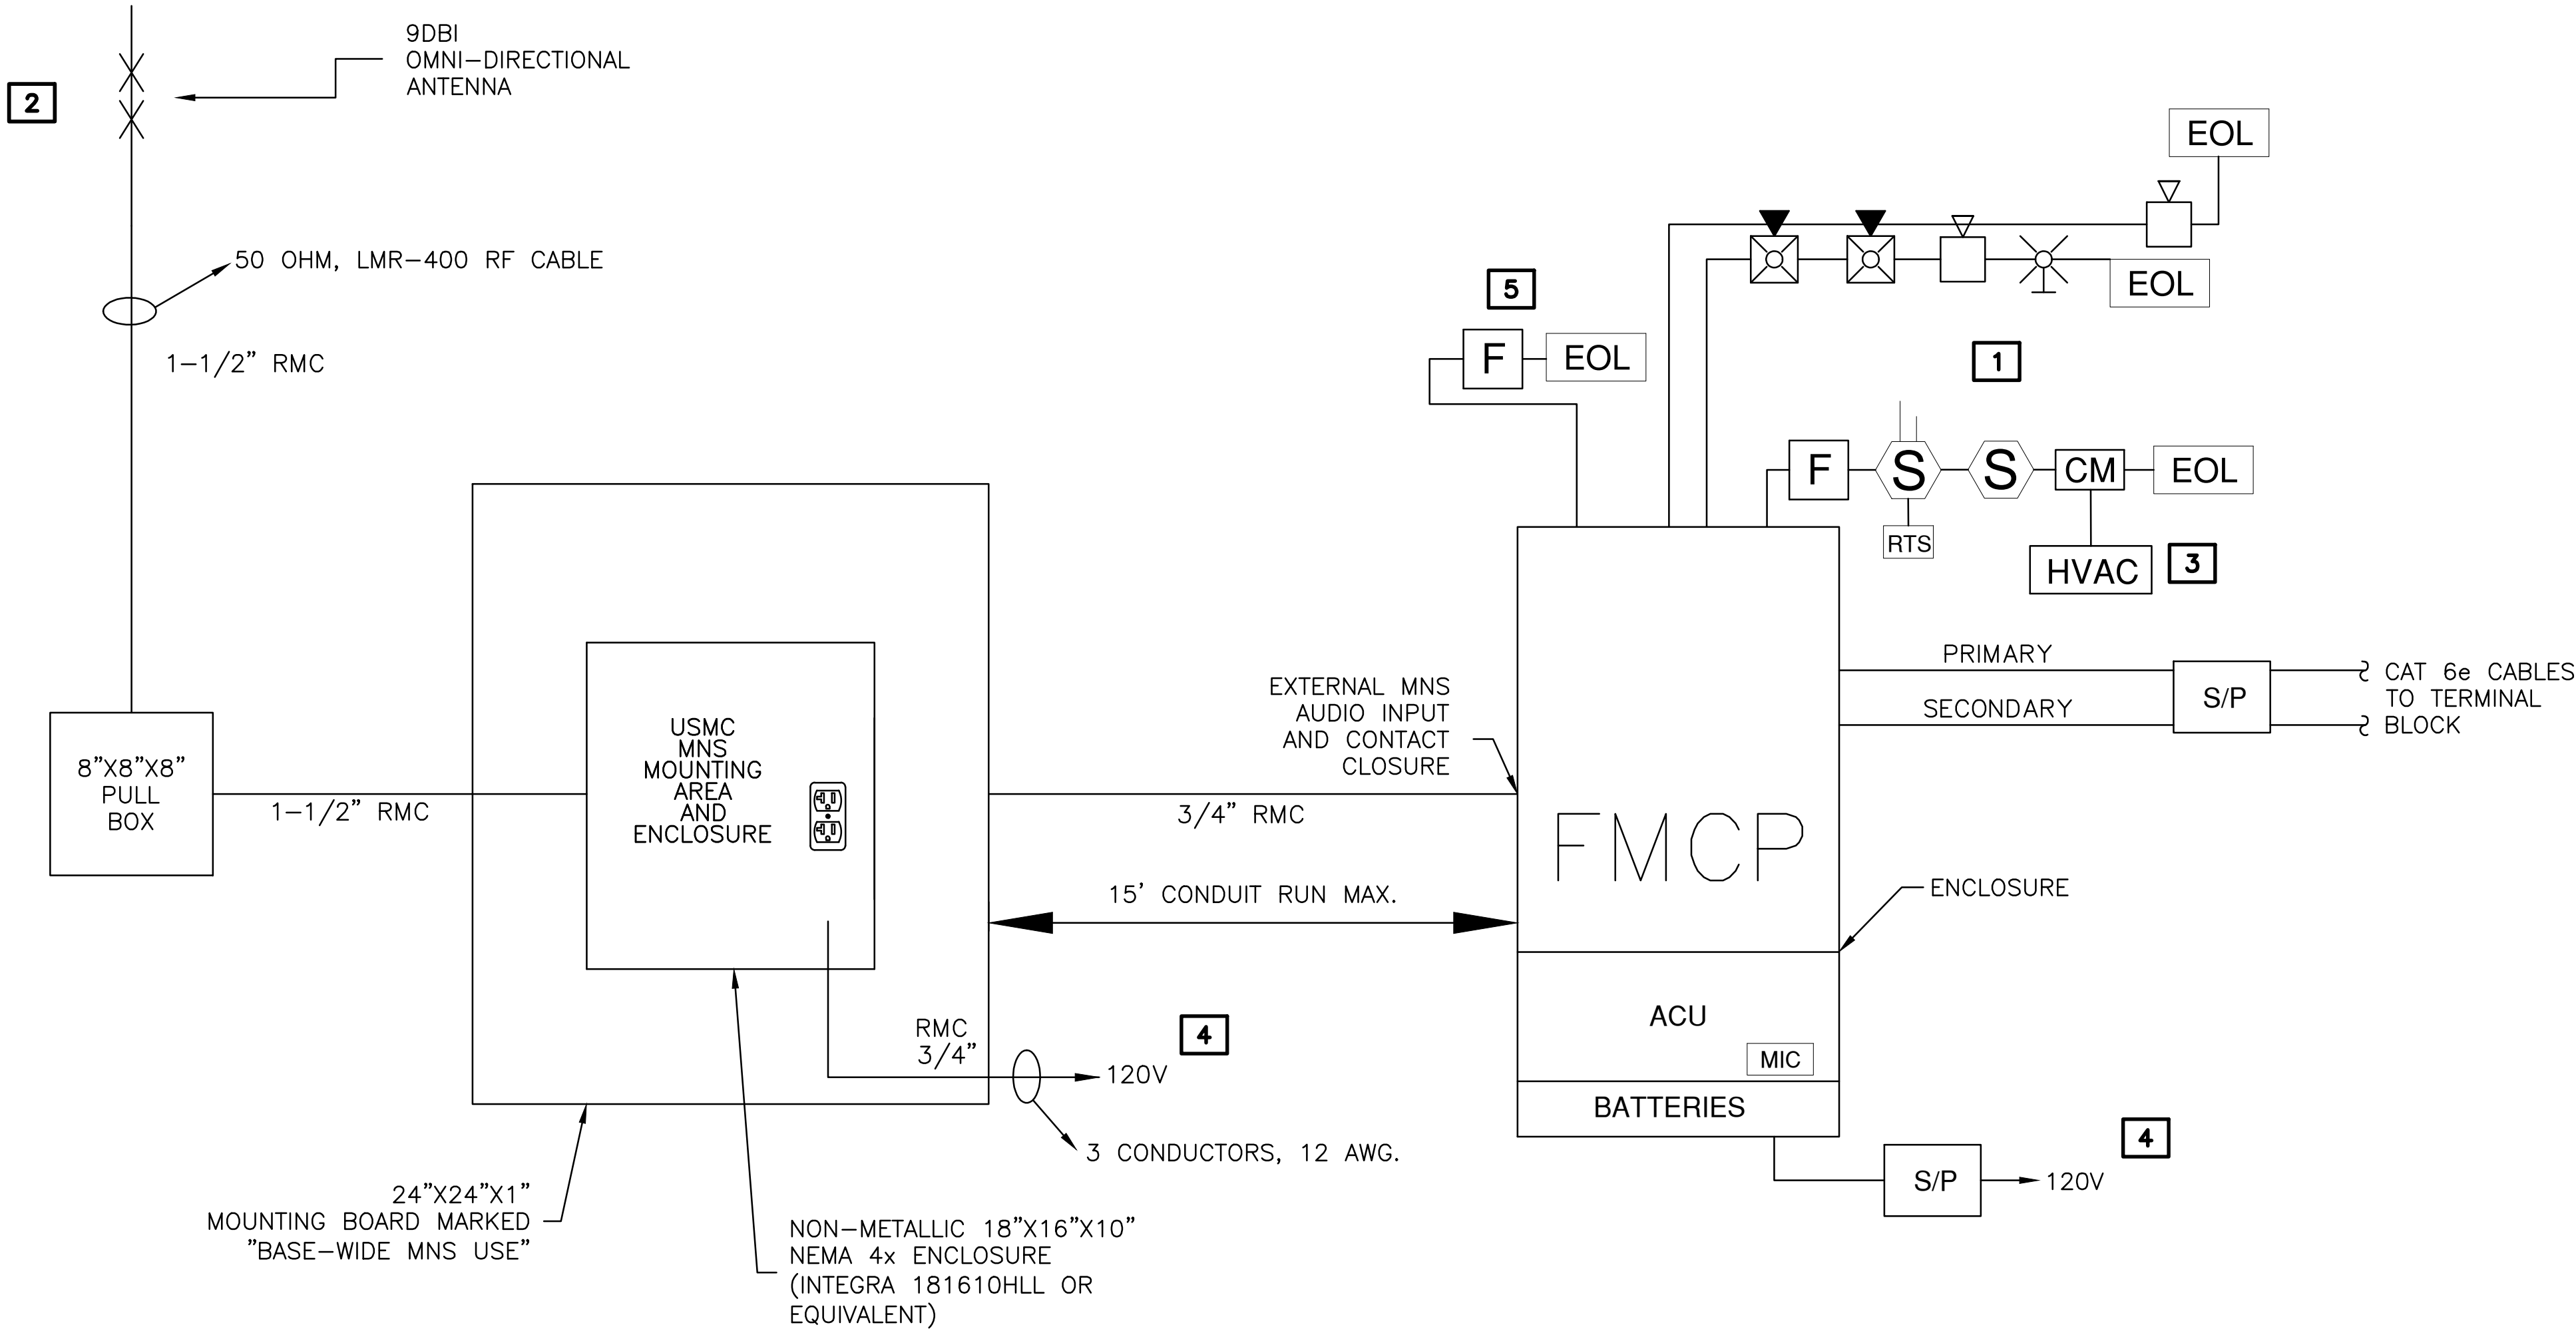 9DBI
OMNI-DIRECTIONAL
ANTENNA
2
50 OHM, LMR-400 RF CABLE
1-1/2" RMC
8"X8"X8"
PULL
BOX
1-1/2" RMC
USMC
MNS
MOUNTING
AREA
AND
ENCLOSURE
RMC
3/4"
4
120V
3 CONDUCTORS, 12 AWG.
24"X24"X1"
MOUNTING BOARD MARKED
"BASE-WIDE MNS USE"
NON-METALLIC 18"X16"X10"
NEMA 4x ENCLOSURE
(INTEGRA 181610HLL OR
EQUIVALENT)
EXTERNAL MNS
AUDIO INPUT
AND CONTACT
CLOSURE
3/4" RMC
15' CONDUIT RUN MAX.
EOL
EOL
5
F
EOL
1
F
S
S
CM
EOL
RTS
HVAC
3
PRIMARY
SECONDARY
S/P
CAT 6e CABLES
TO TERMINAL
BLOCK
FMCP
ENCLOSURE
ACU
MIC
BATTERIES
4
S/P
120V